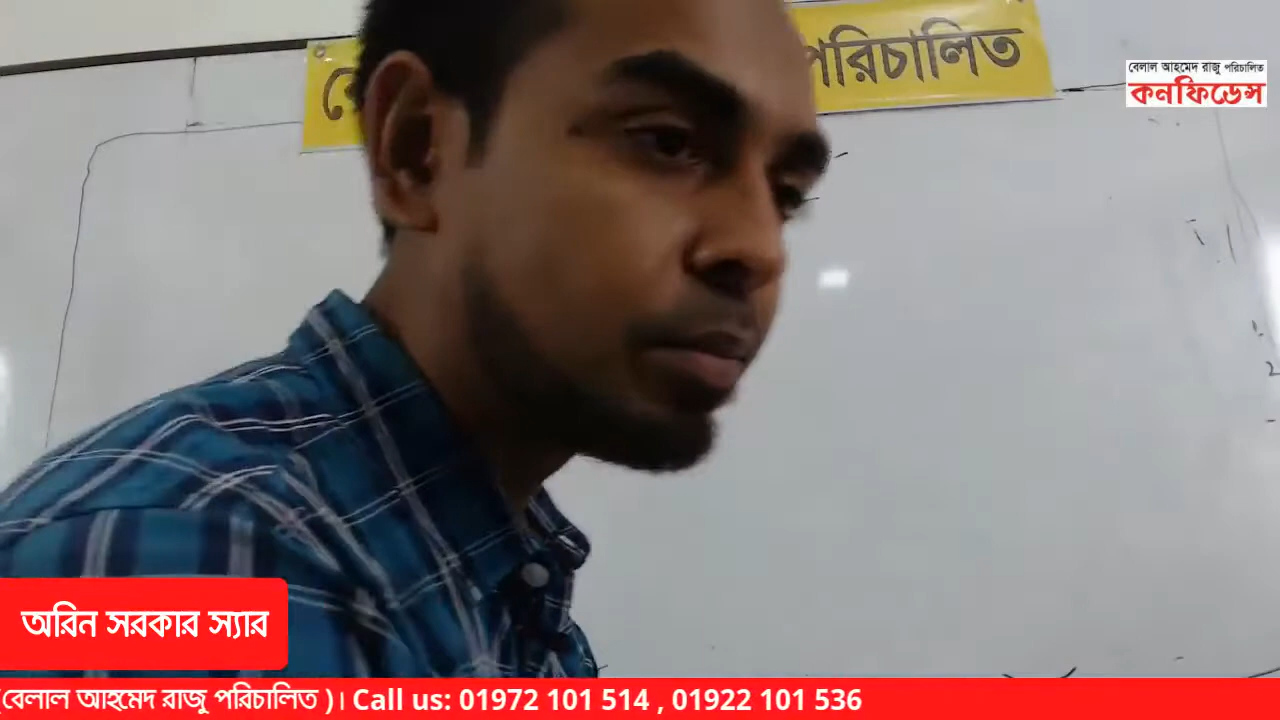 পরিচালিত
বেলাল আহমেদ রাজু পরিচালিত
কনফিডেন্স
অরিন সরকার স্যার
বেলাল আহমেদ রাজু পরিচালিত )। Call us: 01972 101 514 , 01922 101 536